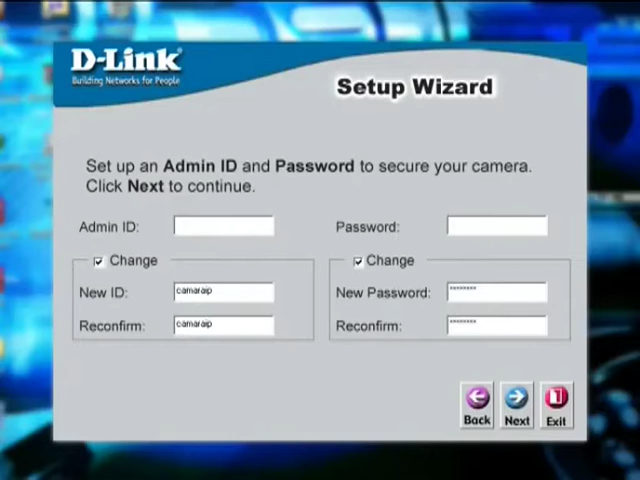 D-Link
Building Networks for People
Setup Wizard
Set up an Admin ID and Password to secure your camera.
Click Next to continue.
Admin ID:
Password:
Change
Change
New ID: camaraip
New Password: ********
Reconfirm: camaraip
Reconfirm: ********
Back
Next
Exit